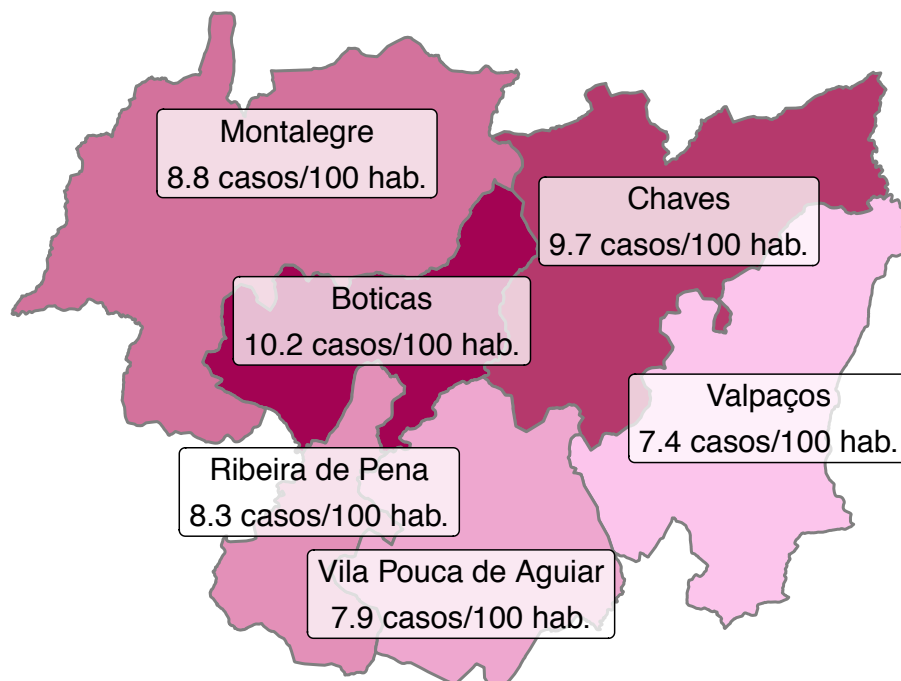 Montalegre
8.8 casos/100 hab.
Chaves
9.7 casos/100 hab.
Boticas
10.2 casos/100 hab.
Valpaços
7.4 casos/100 hab.
Ribeira de Pena
8.3 casos/100 hab.
Vila Pouca de Aguiar
7.9 casos/100 hab.